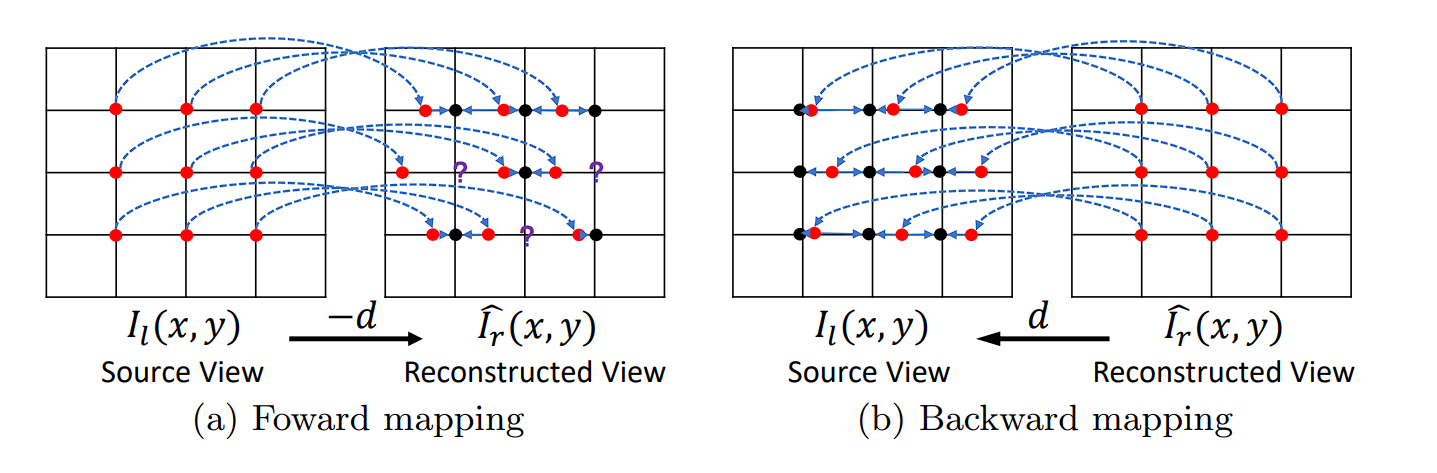 ? ?
?
I_l(x, y) −d Î_r(x, y)
Source View Reconstructed View
(a) Foward mapping
I_l(x, y) d Î_r(x, y)
Source View Reconstructed View
(b) Backward mapping